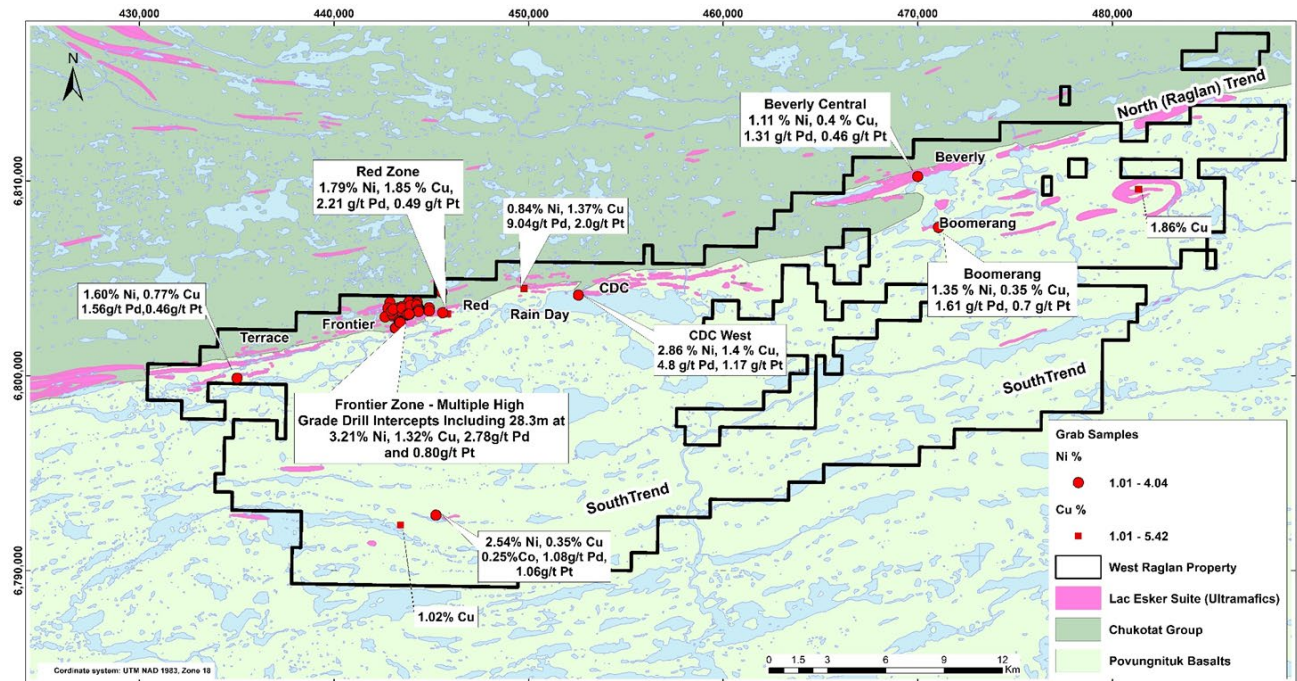 430,000
440,000
450,000
460,000
470,000
480,000
N
North (Raglan) Trend
Beverly Central
1.11 % Ni, 0.4 % Cu,
1.31 g/t Pd, 0.46 g/t Pt
Beverly
6,810,000
Red Zone
1.79% Ni, 1.85 % Cu,
2.21 g/t Pd, 0.49 g/t Pt
0.84% Ni, 1.37% Cu
9.04g/t Pd, 2.0g/t Pt
Boomerang
1.86% Cu
Boomerang
1.35 % Ni, 0.35 % Cu,
1.61 g/t Pd, 0.7 g/t Pt
1.60% Ni, 0.77% Cu
1.56g/t Pd,0.46g/t Pt
Terrace
Frontier
Red
Rain Day
CDC
CDC West
2.86 % Ni, 1.4 % Cu,
4.8 g/t Pd, 1.17 g/t Pt
6,800,000
SouthTrend
Frontier Zone - Multiple High
Grade Drill Intercepts Including 28.3m at
3.21% Ni, 1.32% Cu, 2.78g/t Pd
and 0.80g/t Pt
SouthTrend
2.54% Ni, 0.35% Cu
0.25%Co, 1.08g/t Pd,
1.06g/t Pt
6,790,000
1.02% Cu
Grab Samples
Ni %
1.01 - 4.04
Cu %
1.01 - 5.42
West Raglan Property
Lac Esker Suite (Ultramafics)
Chukotat Group
Povungnituk Basalts
Cordinate system: UTM NAD 1983, Zone 18
0 1.5 3 6 9 12
Km